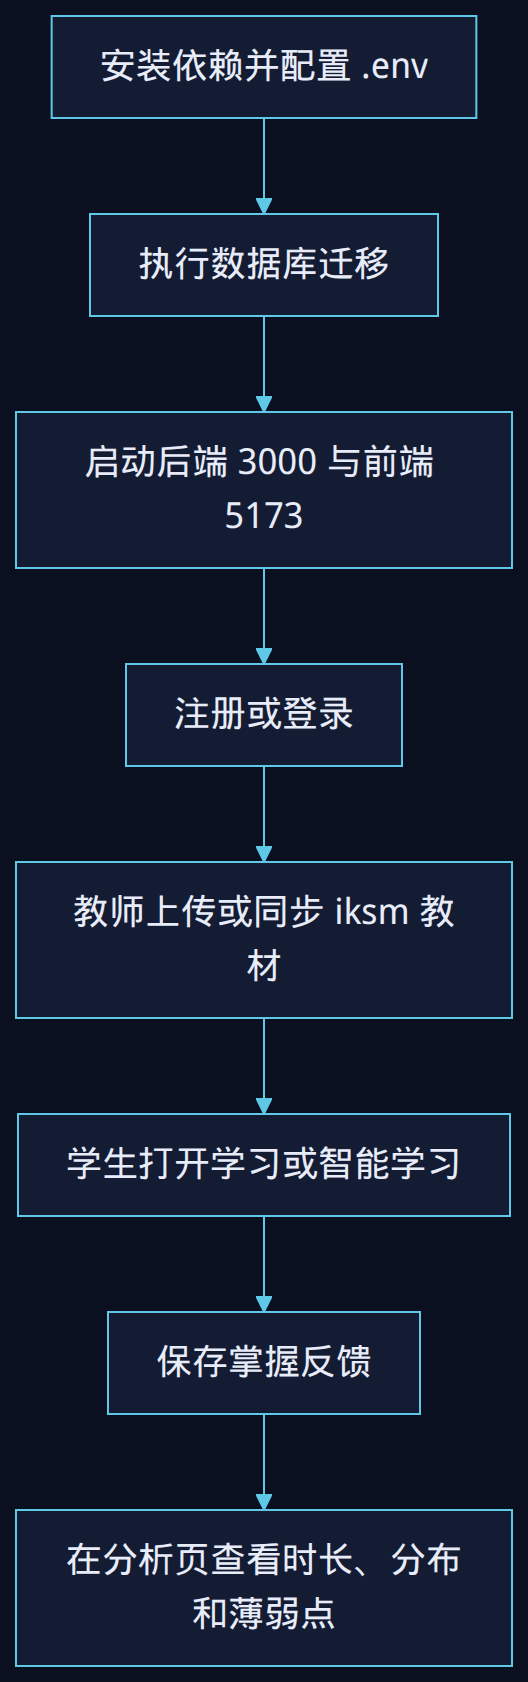 安装依赖并配置 .env
执行数据库迁移
启动后端 3000 与前端
5173
注册或登录
教师上传或同步 iksm 教
材
学生打开学习或智能学习
保存掌握反馈
在分析页查看时长、分布
和薄弱点